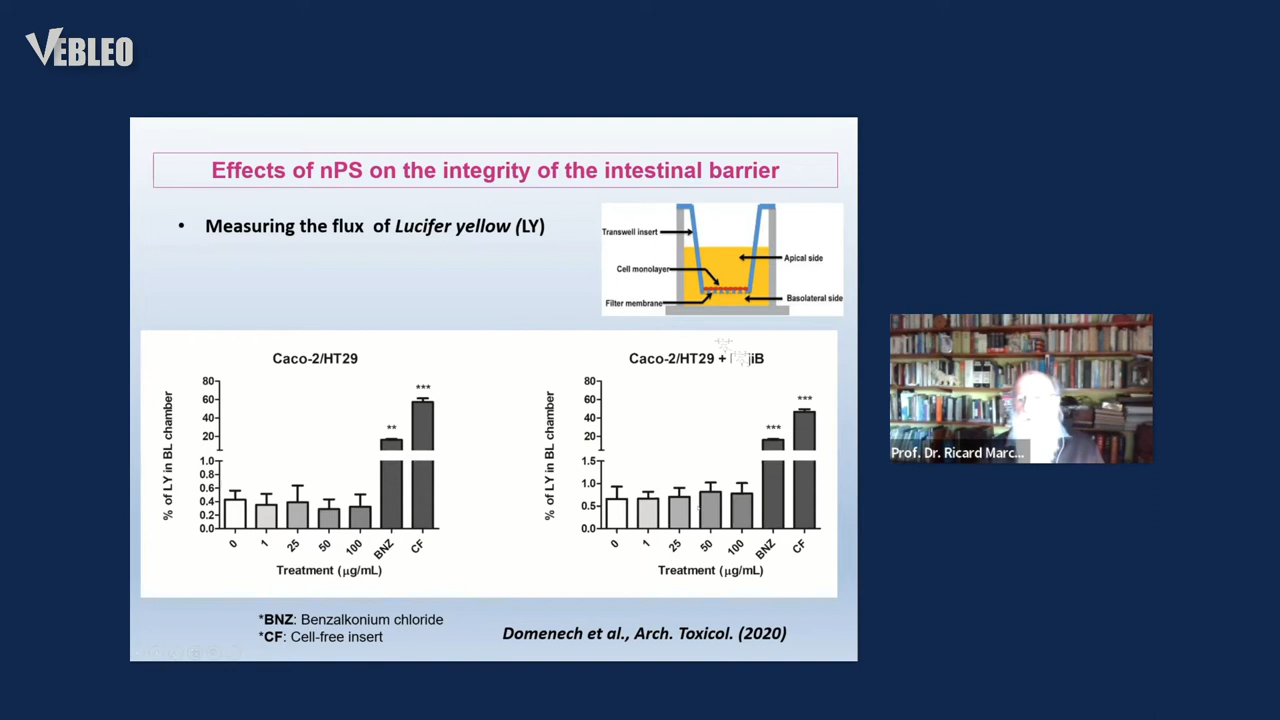 VEBLEO
Effects of nPS on the integrity of the intestinal barrier
• Measuring the flux of Lucifer yellow (LY)
Transwell insert
Cell monolayer
Filter membrane
Apical side
Basolateral side
Caco-2/HT29
% of LY in BL chamber
80
60
40
20
1.0
0.8
0.6
0.4
0.2
0.0
**
***
0 1 25 50 100 BNZ CF
Treatment (µg/mL)
Caco-2/HT29 +
% of LY in BL chamber
80
60
40
20
1.5
1.0
0.5
0.0
***
***
0 1 25 50 100 BNZ CF
Treatment (µg/mL)
*BNZ: Benzalkonium chloride
*CF: Cell-free insert
Domenech et al., Arch. Toxicol. (2020)
Prof. Dr. Ricard Marc...